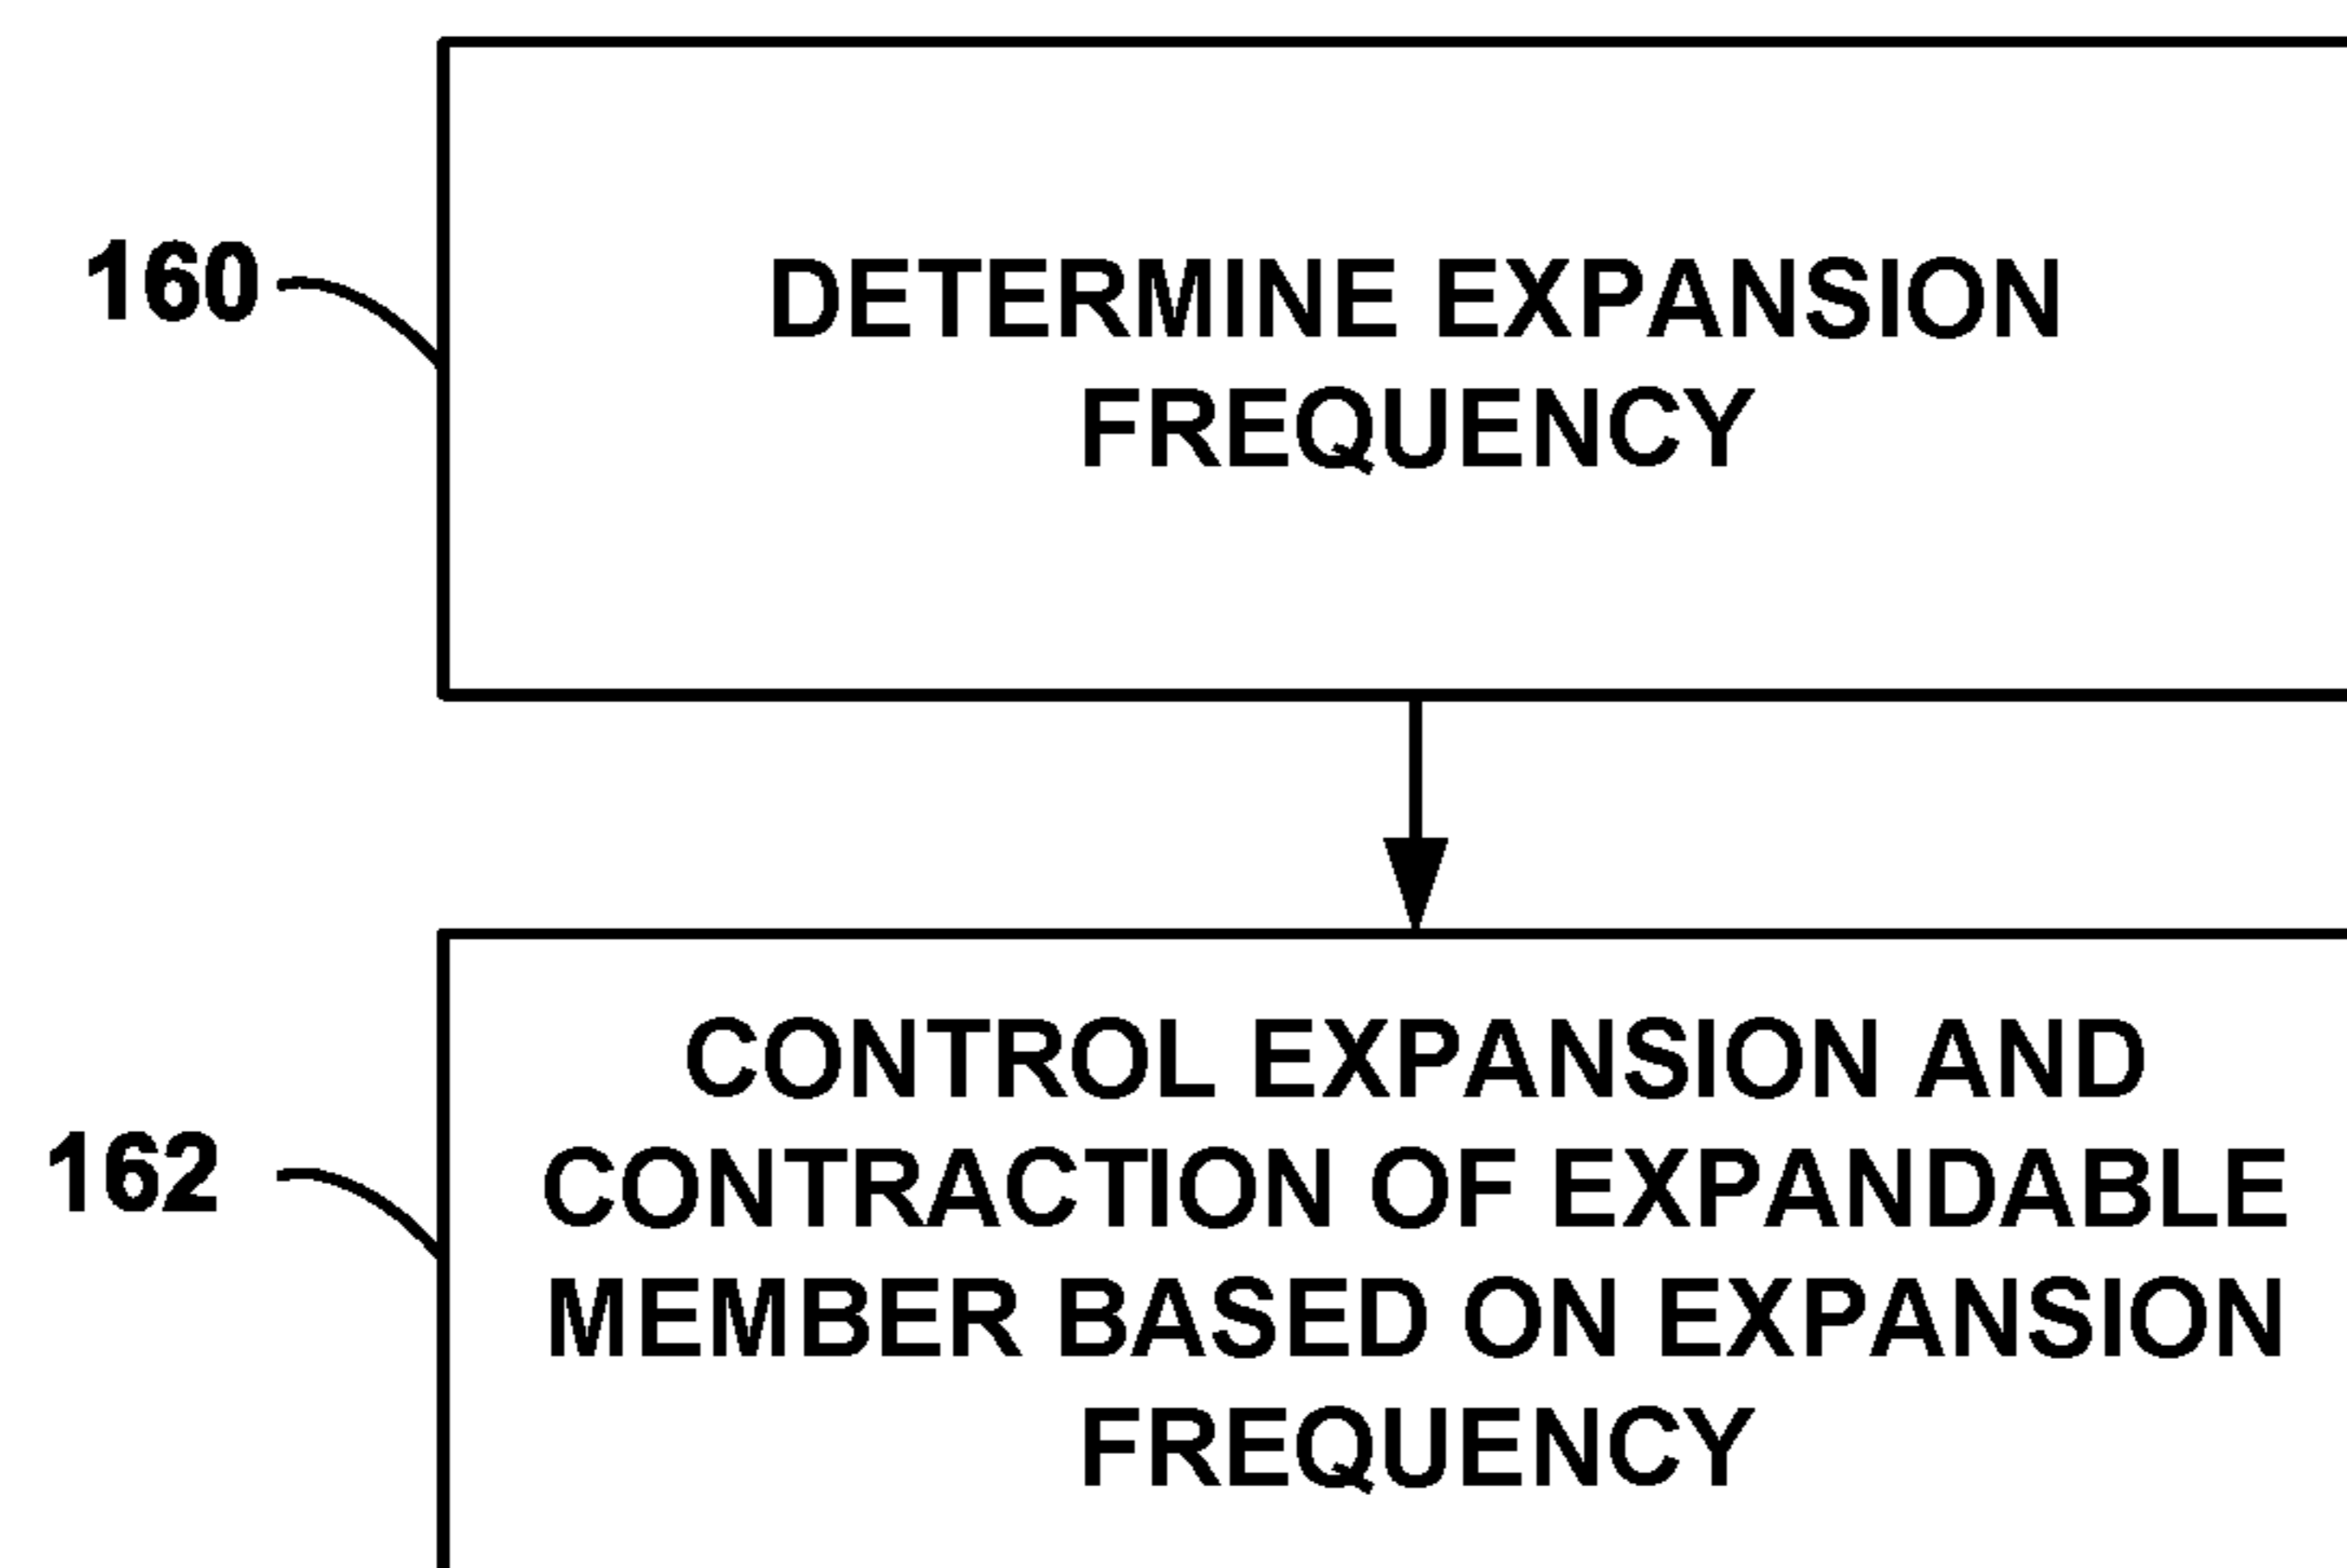 160
DETERMINE EXPANSION
FREQUENCY
162
CONTROL EXPANSION AND
CONTRACTION OF EXPANDABLE
MEMBER BASED ON EXPANSION
FREQUENCY